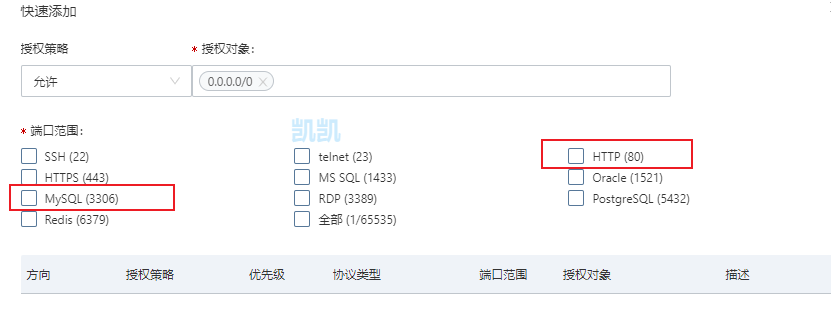 快速添加
授权策略 * 授权对象:
允许 0.0.0.0/0
* 端口范围: 凯凯
SSH (22) telnet (23) HTTP (80)
HTTPS (443) MS SQL (1433) Oracle (1521)
MySQL (3306) RDP (3389) PostgreSQL (5432)
Redis (6379) 全部 (1/65535)
方向 授权策略 优先级 协议类型 端口范围 授权对象 描述